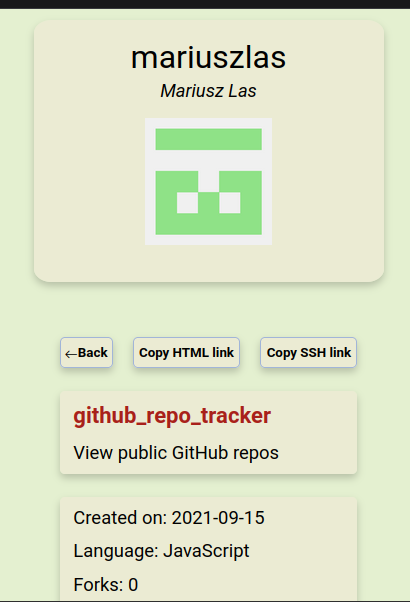 mariuszlas
Mariusz Las
←Back
Copy HTML link
Copy SSH link
github_repo_tracker
View public GitHub repos
Created on: 2021-09-15
Language: JavaScript
Forks: 0